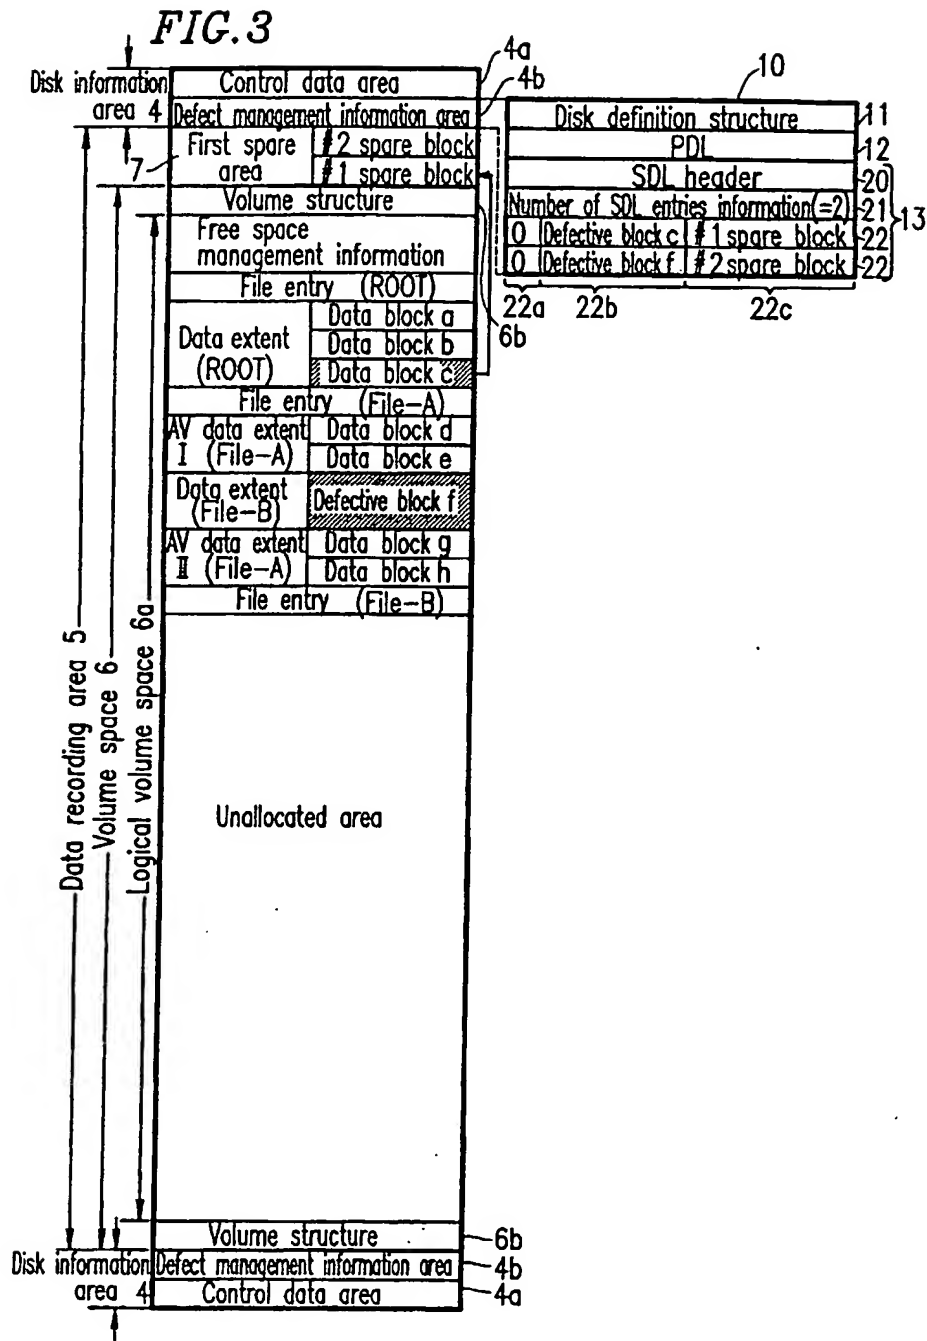 FIG.3
Disk information area 4
Control data area
4a
Defect management information area
4b
7
First spare area
#2 spare block
#1 spare block
Volume structure
6b
Free space management information
File entry (ROOT)
Data extent (ROOT)
Data block a
Data block b
Data block c
File entry (File-A)
AV data extent I (File-A)
Data block d
Data block e
Data extent (File-B)
Defective block f
AV data extent II (File-A)
Data block g
Data block h
File entry (File-B)
Unallocated area
Data recording area 5
Volume space 6
Logical volume space 6a
Volume structure
6b
Disk information area 4
Defect management information area
4b
Control data area
4a
10
Disk definition structure
11
PDL
12
SDL header
20
Number of SDL entries information(=2)
21
13
0 Defective block c #1 spare block
22
0 Defective block f #2 spare block
22
22a 22b 22c